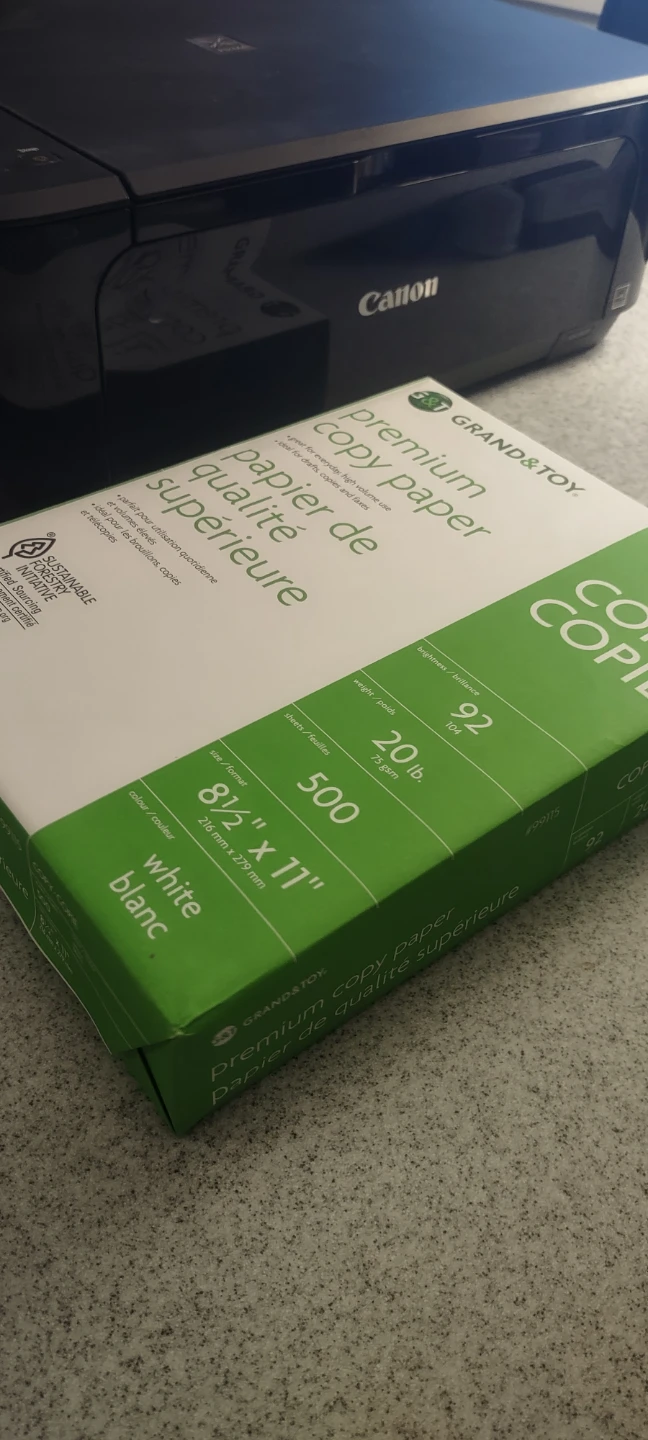 Canon
G&T GRAND&TOY®
premium
copy paper
• great for everyday, high volume use
• ideal for drafts, copies and faxes
papier de
qualité
supérieure
• parfait pour utilisation quotidienne
et volumes élevés
• idéal pour les brouillons, copies
et télécopies
SUSTAINABLE
FORESTRY
INITIATIVE
Sourcing
brightness / brillance
92
104
weight / poids
20 lb.
75 gsm
sheets / feuilles
500
size / format
8½" x 11"
216 mm x 279 mm
colour / couleur
white
blanc
GRAND&TOY.
premium copy paper
papier de qualité supérieure
#99115
92